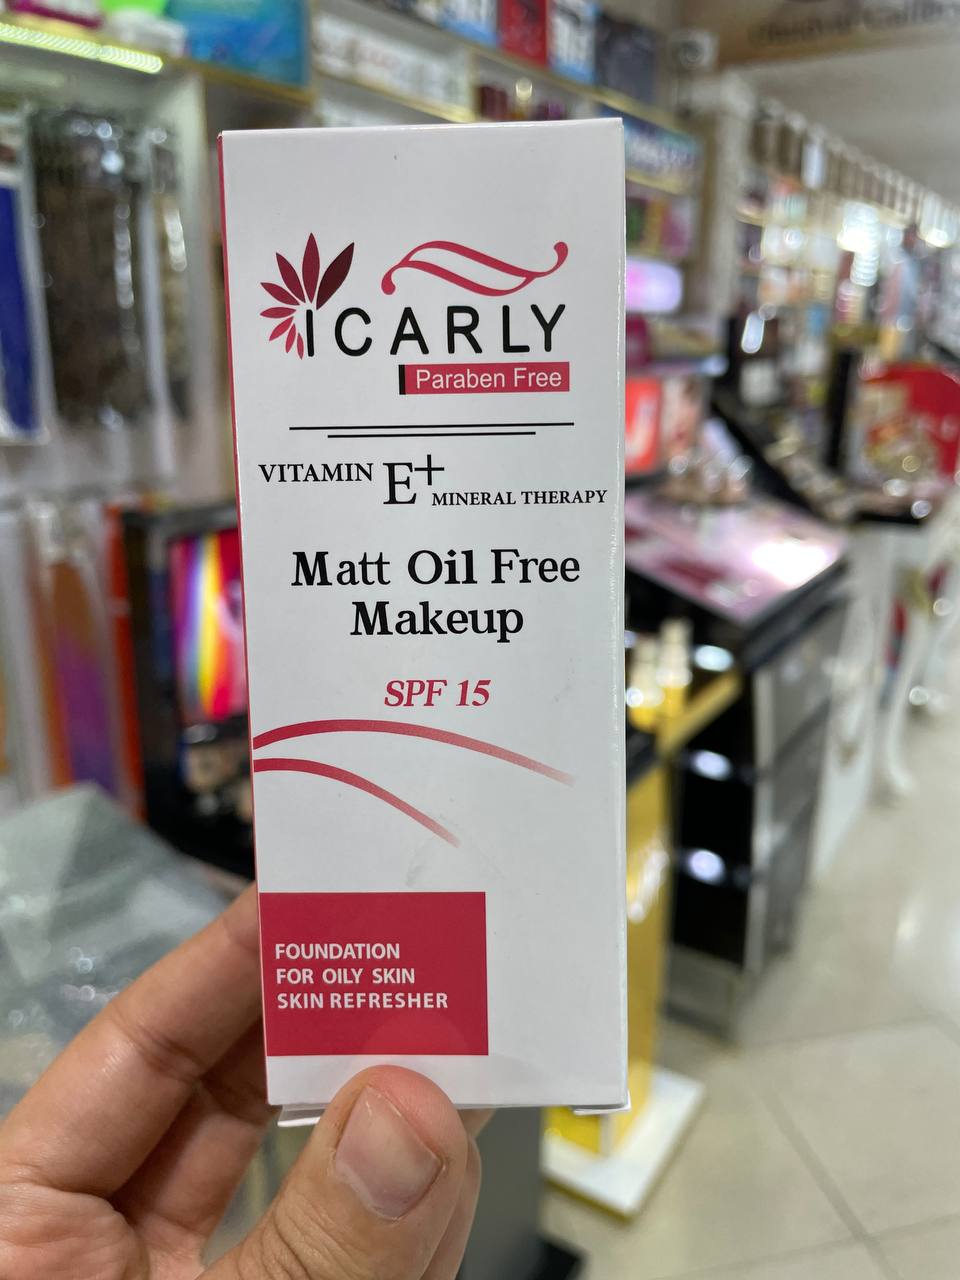 ICARLY
Paraben Free
VITAMIN E+ MINERAL THERAPY
Matt Oil Free
Makeup
SPF 15
FOUNDATION
FOR OILY SKIN
SKIN REFRESHER